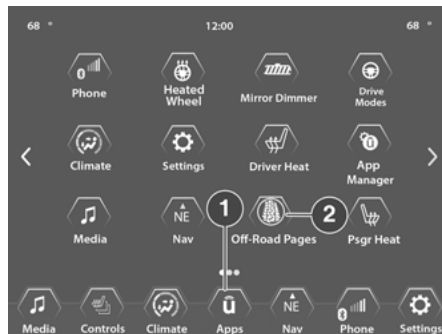 68 °
12:00
68 °
Phone
Heated
Wheel
Mirror Dimmer
Drive
Modes
Climate
Settings
Driver Heat
App
Manager
Media
NE
Nav
1
Off-Road Pages
2
Psgr Heat
Media
Controls
Climate
ū
Apps
NE
Nav
Phone
Settings